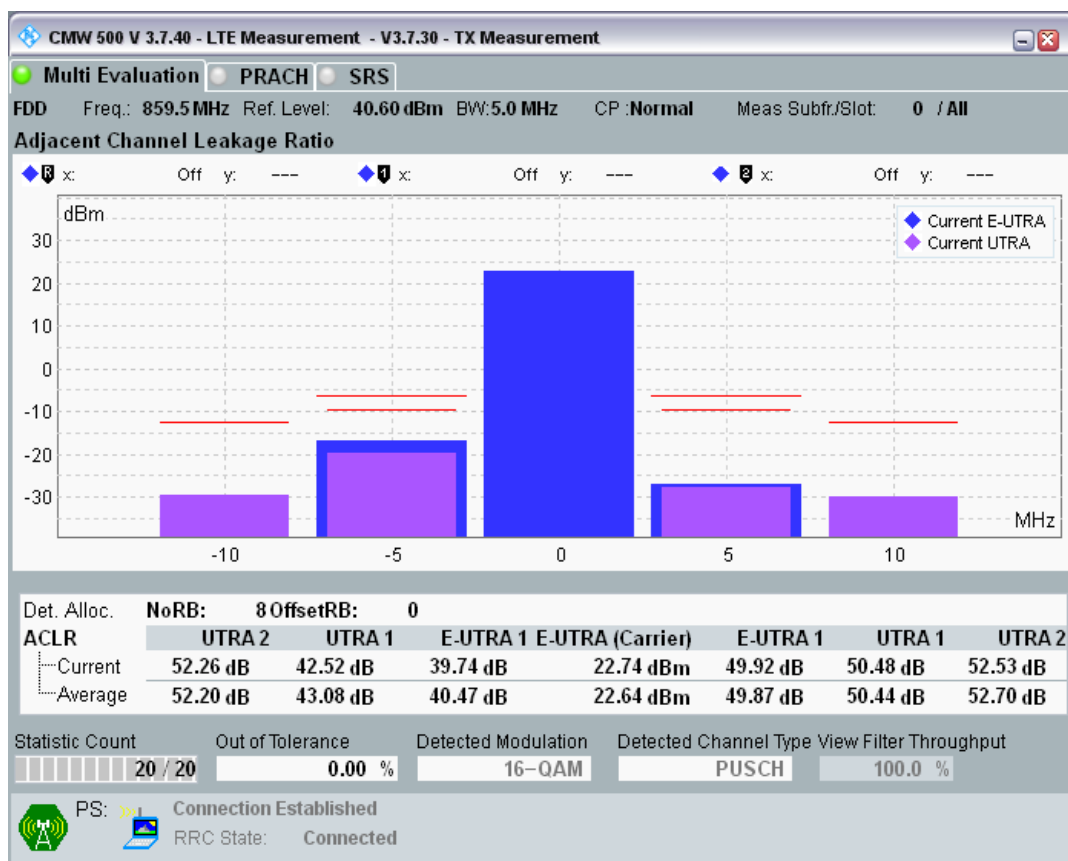 CMW 500 V 3.7.40 - LTE Measurement - V3.7.30 - TX Measurement
Multi Evaluation PRACH SRS
FDD Freq.: 859.5 MHz Ref. Level: 40.60 dBm BW:5.0 MHz CP :Normal Meas Subfr./Slot: 0 / All
Adjacent Channel Leakage Ratio
R x: Off y: --- 1 x: Off y: --- 2 x: Off y: ---
dBm
Current E-UTRA
Current UTRA
30
20
10
0
-10
-20
-30
MHz
-10 -5 0 5 10
Det. Alloc. NoRB: 8 OffsetRB: 0
ACLR UTRA 2 UTRA 1 E-UTRA 1 E-UTRA (Carrier) E-UTRA 1 UTRA 1 UTRA 2
Current 52.26 dB 42.52 dB 39.74 dB 22.74 dBm 49.92 dB 50.48 dB 52.53 dB
Average 52.20 dB 43.08 dB 40.47 dB 22.64 dBm 49.87 dB 50.44 dB 52.70 dB
Statistic Count Out of Tolerance Detected Modulation Detected Channel Type View Filter Throughput
20 / 20 0.00 % 16-QAM PUSCH 100.0 %
PS: Connection Established
RRC State: Connected